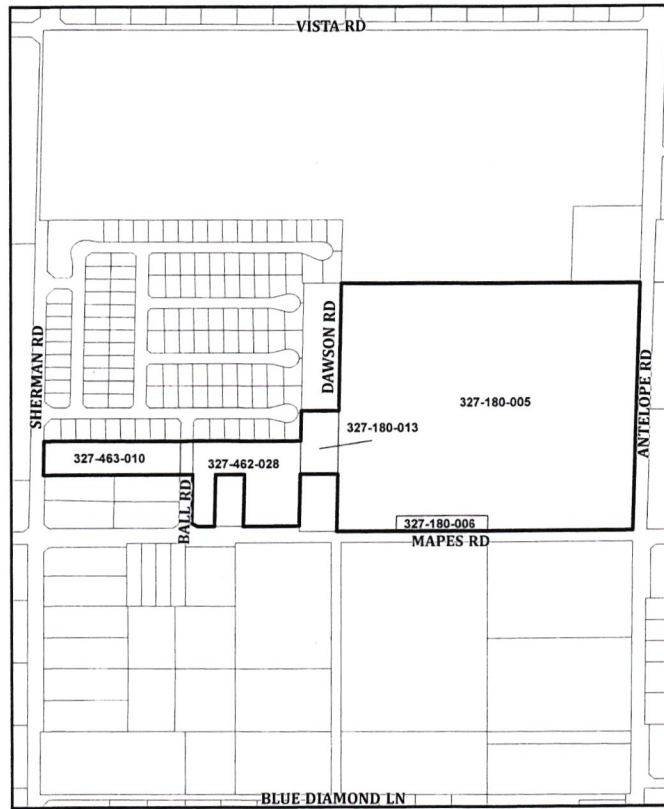 VISTA RD
SHERMAN RD
DAWSON RD
ANTELOPE RD
327-180-005
327-180-013
327-463-010
327-462-028
BALL RD
327-180-006
MAPES RD
BLUE DIAMOND LN